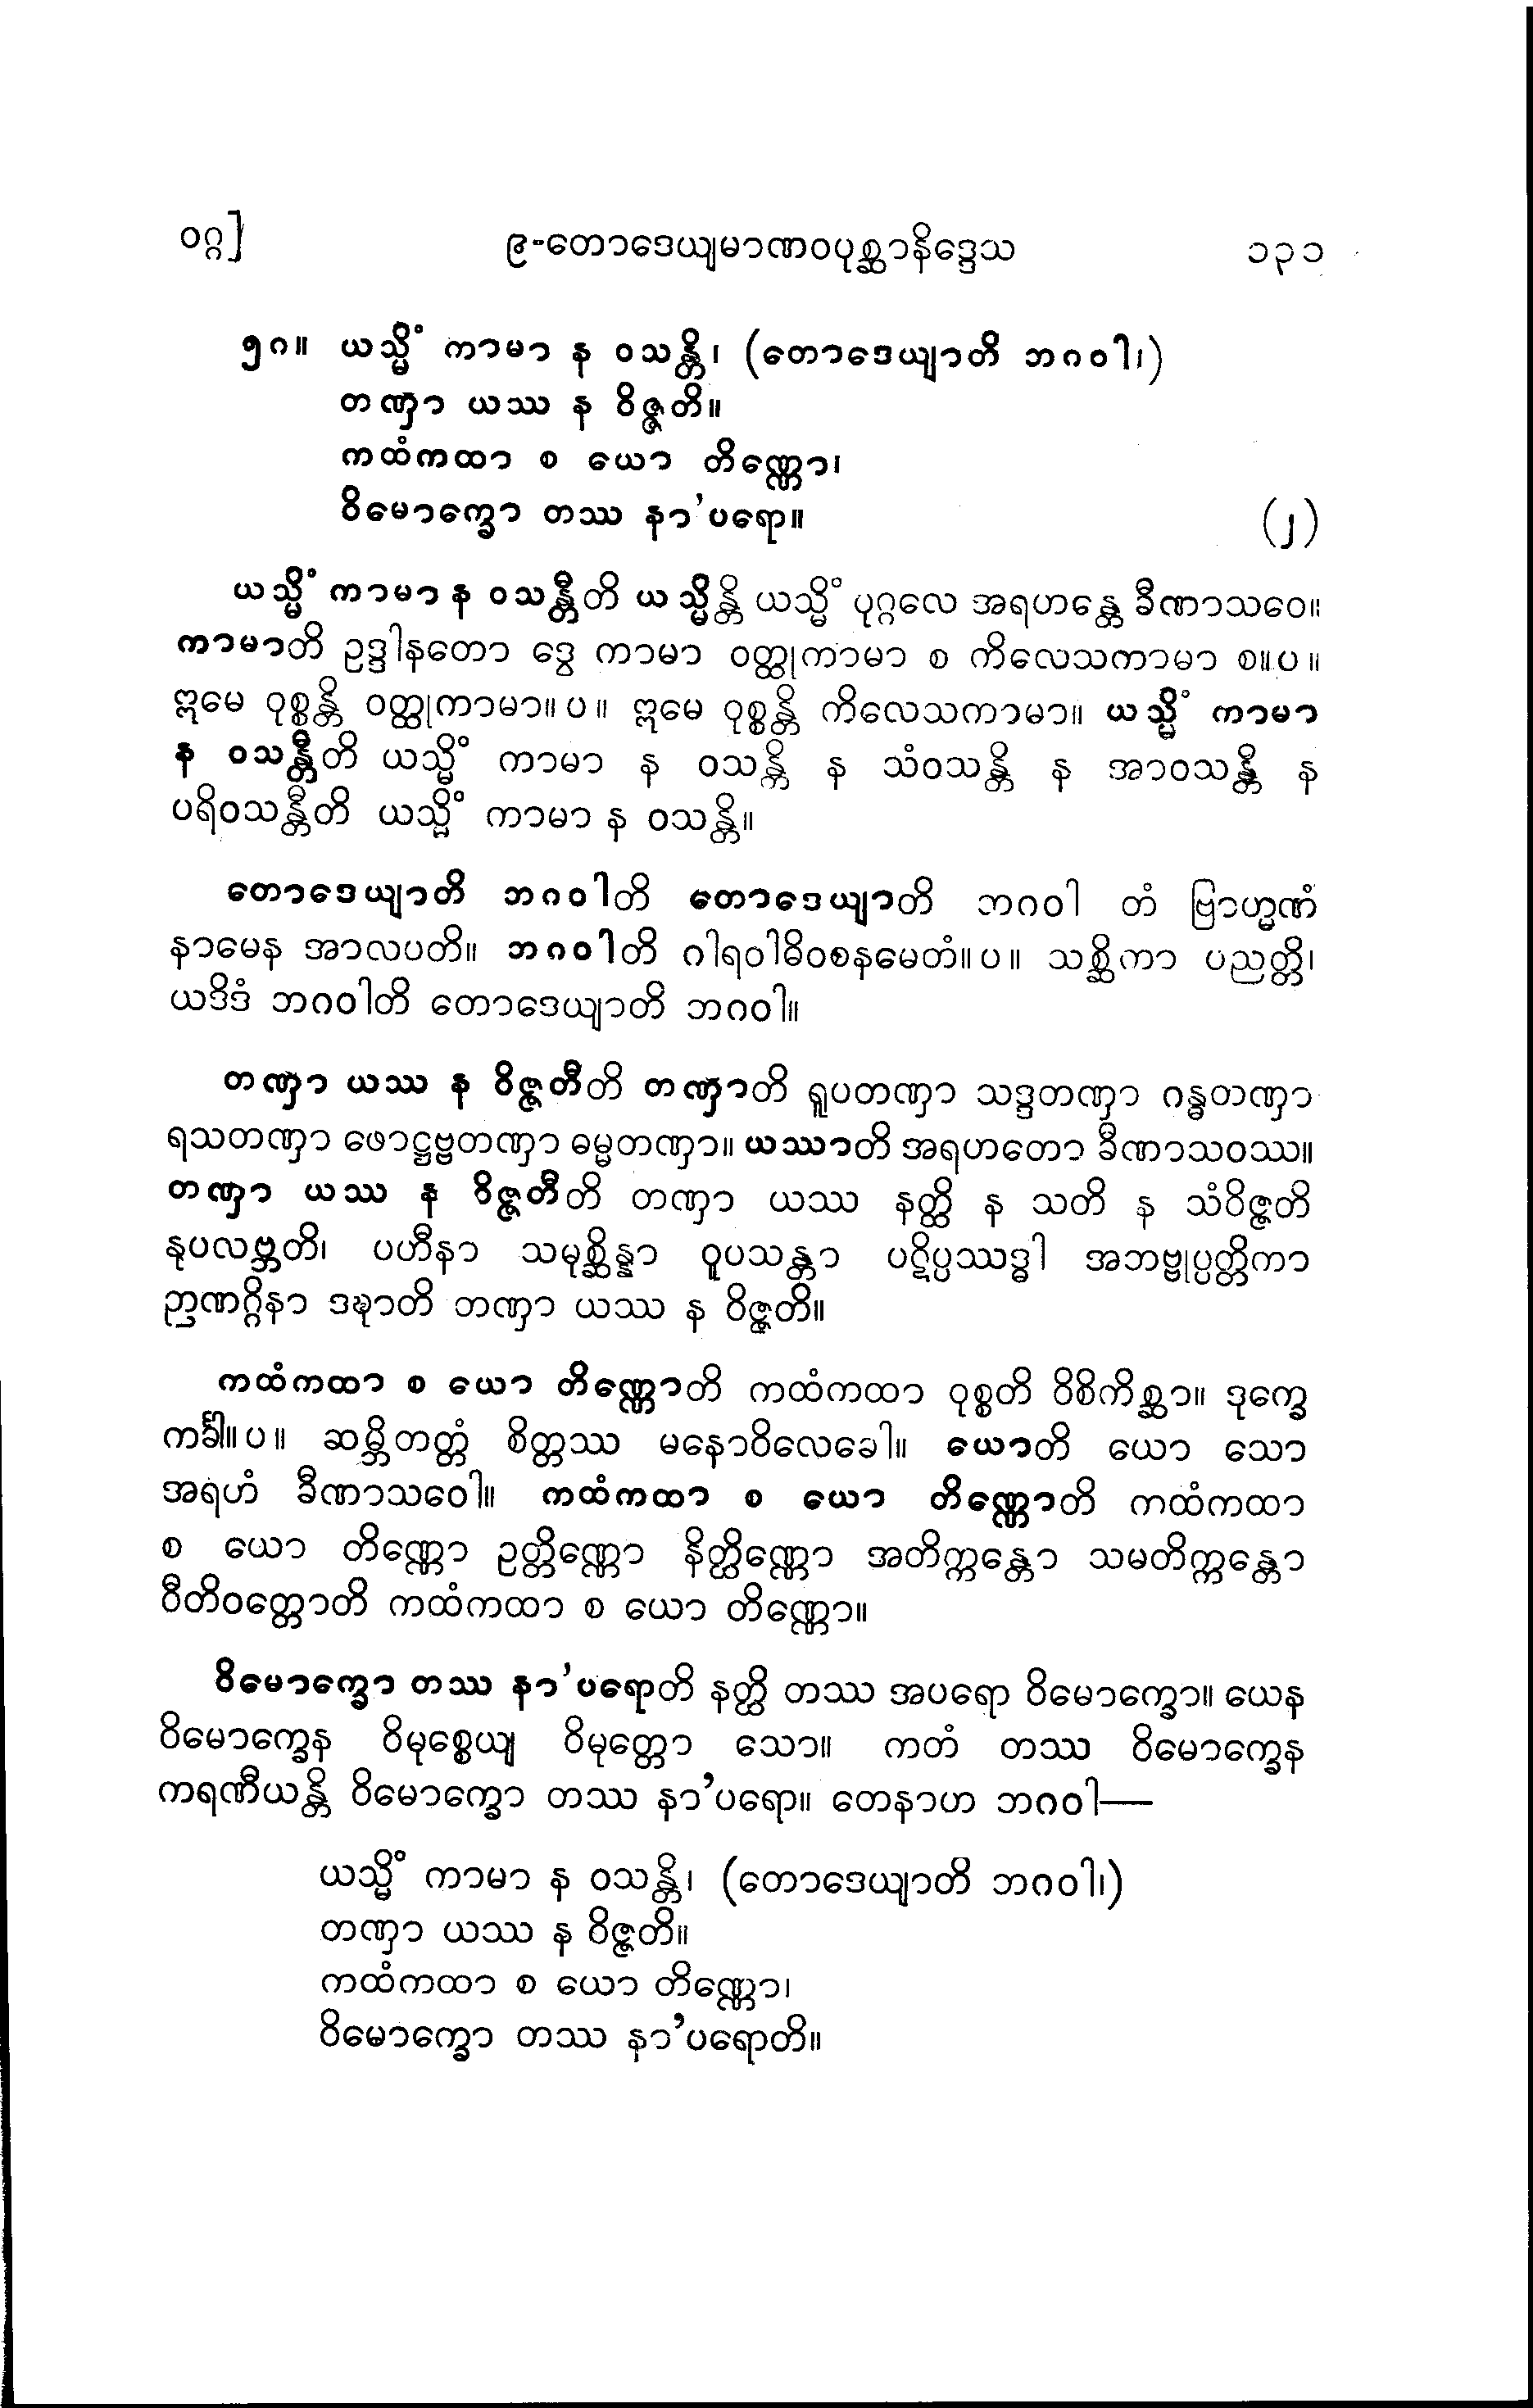 ဝဂ္ဂ] ၉-တောဒေယျမာဏဝပုစ္ဆာနိဒ္ဒေသ ၁၃၁
၅၈။ ယသ္မိံ ကာမာ န ဝသန္တိ၊ (တောဒေယျာတိ ဘဂဝါ၊)
တဏှာ ယဿ န ဝိဇ္ဇတိ။
ကထံကထာ စ ယော တိဏ္ဏော၊
ဝိမောက္ခော တဿ နာ'ပရော။ (၂)
ယသ္မိံ ကာမာ န ဝသန္တီတိ ယသ္မိန္တိ ယသ္မိံ ပုဂ္ဂလေ အရဟန္တေ ခီဏာသဝေ။
ကာမာတိ ဥဒ္ဒါနတော ဒွေ ကာမာ ဝတ္ထုကာမာ စ ကိလေသကာမာ စ။ပ။
ဣမေ ဝုစ္စန္တိ ဝတ္ထုကာမာ။ပ။ ဣမေ ဝုစ္စန္တိ ကိလေသကာမာ။ ယသ္မိံ ကာမာ
န ဝသန္တီတိ ယသ္မိံ ကာမာ န ဝသန္တိ န သံဝသန္တိ န အာဝသန္တိ န
ပရိဝသန္တီတိ ယသ္မိံ ကာမာ န ဝသန္တိ။
တောဒေယျာတိ ဘဂဝါတိ တောဒေယျာတိ ဘဂဝါ တံ ဗြာဟ္မဏံ
နာမေန အာလပတိ။ ဘဂဝါတိ ဂါရဝါဓိဝစနမေတံ။ပ။ သစ္ဆိကာ ပညတ္တိ၊
ယဒိဒံ ဘဂဝါတိ တောဒေယျာတိ ဘဂဝါ။
တဏှာ ယဿ န ဝိဇ္ဇတီတိ တဏှာတိ ရူပတဏှာ သဒ္ဒတဏှာ ဂန္ဓတဏှာ
ရသတဏှာ ဖောဋ္ဌဗ္ဗတဏှာ ဓမ္မတဏှာ။ ယဿာတိ အရဟတော ခီဏာသဝဿ။
တဏှာ ယဿ န ဝိဇ္ဇတီတိ တဏှာ ယဿ နတ္ထိ န သတိ န သံဝိဇ္ဇတိ
နုပလဗ္ဘတိ၊ ပဟီနာ သမုစ္ဆိန္နာ ဝူပသန္တာ ပဋိပ္ပဿဒ္ဓါ အဘဗ္ဗုပ္ပတ္တိကာ
ဉာဏဂ္ဂိနာ ဒဍ္ဎာတိ တဏှာ ယဿ န ဝိဇ္ဇတိ။
ကထံကထာ စ ယော တိဏ္ဏောတိ ကထံကထာ ဝုစ္စတိ ဝိစိကိစ္ဆာ။ ဒုက္ခေ
ကင်္ခါ။ပ။ ဆမ္ဘိတတ္တံ စိတ္တဿ မနောဝိလေခေါ။ ယောတိ ယော သော
အရဟံ ခီဏာသဝေါ။ ကထံကထာ စ ယော တိဏ္ဏောတိ ကထံကထာ
စ ယော တိဏ္ဏော ဥတ္တိဏ္ဏော နိတ္ထိဏ္ဏော အတိက္ကန္တော သမတိက္ကန္တော
ဝီတိဝတ္တောတိ ကထံကထာ စ ယော တိဏ္ဏော။
ဝိမောက္ခော တဿ နာ'ပရောတိ နတ္ထိ တဿ အပရော ဝိမောက္ခော။ ယေန
ဝိမောက္ခေန ဝိမုစ္စေယျ ဝိမုတ္တော သော။ ကတံ တဿ ဝိမောက္ခေန
ကရဏီယန္တိ ဝိမောက္ခော တဿ နာ'ပရော။ တေနာဟ ဘဂဝါ—
ယသ္မိံ ကာမာ န ဝသန္တိ၊ (တောဒေယျာတိ ဘဂဝါ၊)
တဏှာ ယဿ န ဝိဇ္ဇတိ။
ကထံကထာ စ ယော တိဏ္ဏော၊
ဝိမောက္ခော တဿ နာ'ပရောတိ။